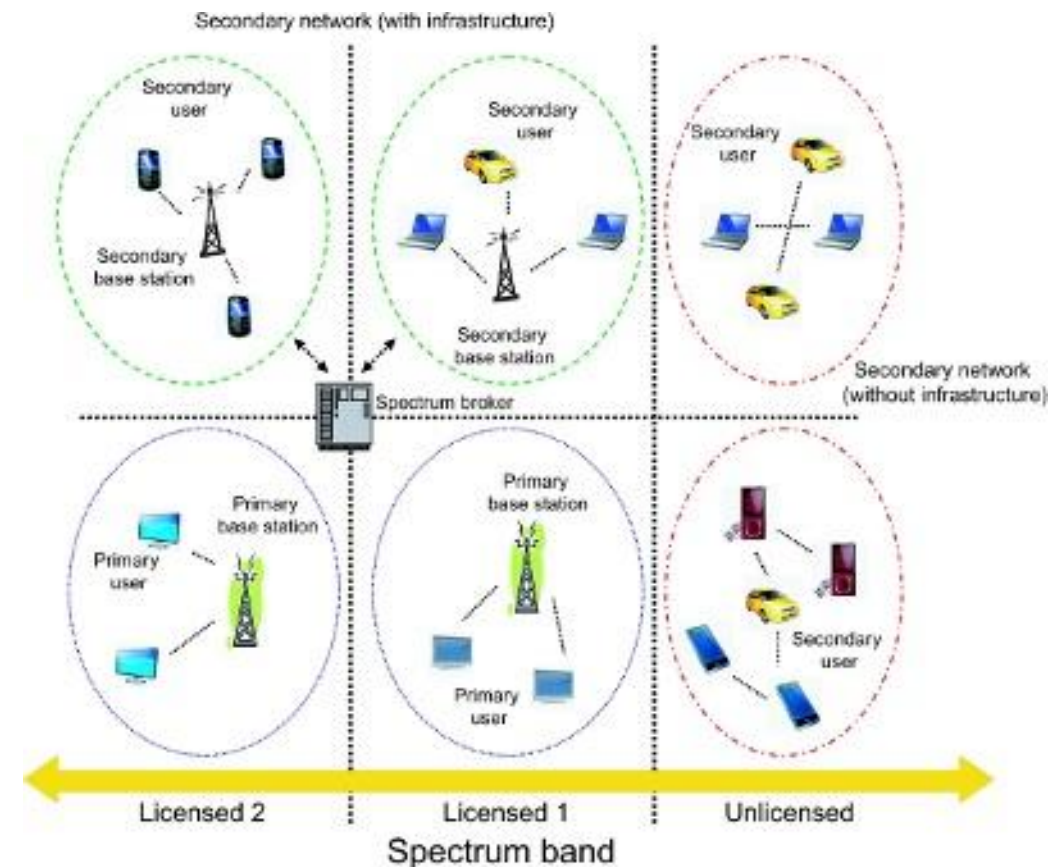 Secondary network (with infrastructure)
Secondary
user
Secondary
base station
Secondary
user
Secondary
base station
Secondary
user
Secondary network
(without infrastructure)
Spectrum broker
Primary
base station
Primary
user
Primary
base station
Primary
user
Secondary
user
Licensed 2
Licensed 1
Unlicensed
Spectrum band